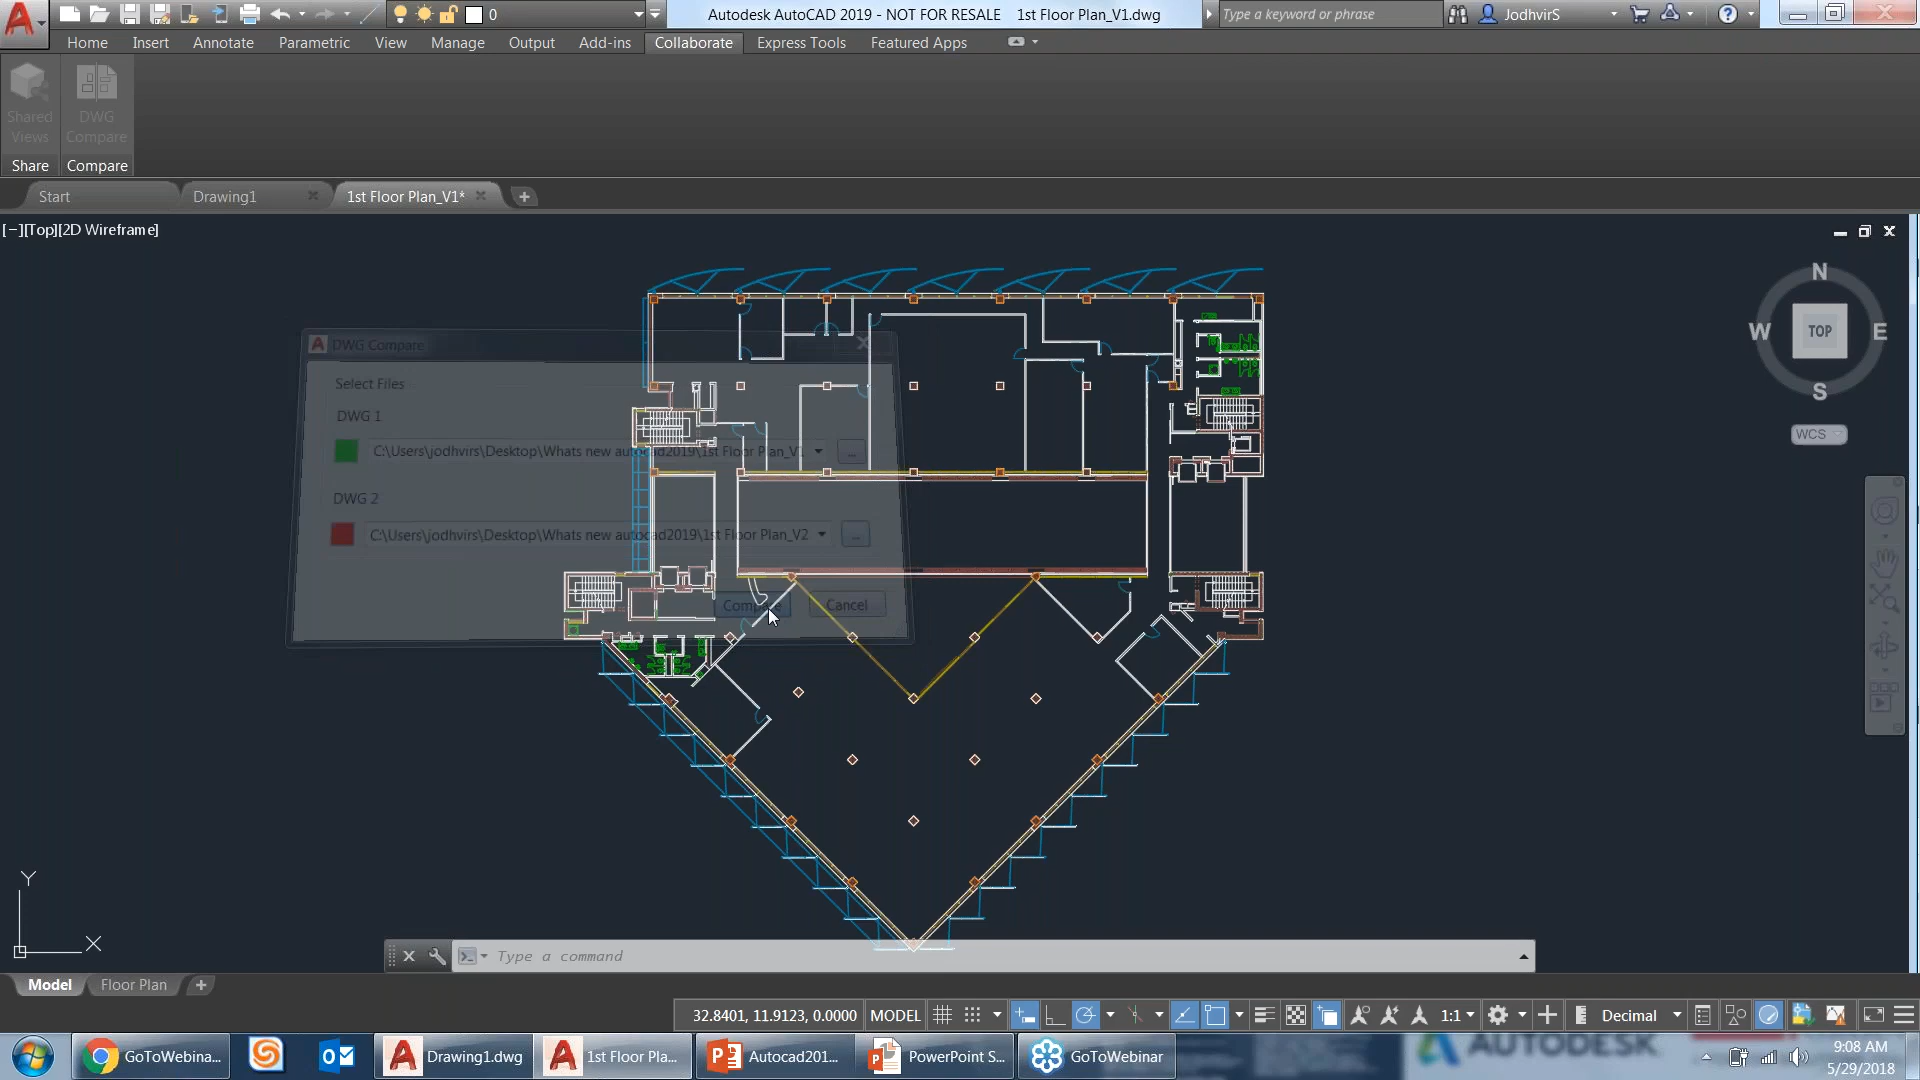 0
Autodesk AutoCAD 2019 - NOT FOR RESALE 1st Floor Plan_V1.dwg
Type a keyword or phrase
JodhvirS
Home Insert Annotate Parametric View Manage Output Add-ins Collaborate Express Tools Featured Apps
Shared Views
DWG Compare
Share Compare
Start Drawing1 1st Floor Plan_V1*
[−][Top][2D Wireframe]
N
W TOP E
S
WCS
DWG Compare
Select Files
DWG 1
C:\Users\jodhvirs\Desktop\Whats new autocad2019\1st Floor Plan_V1
...
DWG 2
C:\Users\jodhvirs\Desktop\Whats new autocad2019\1st Floor Plan_V2
...
Compare Cancel
Y
X
Type a command
Model Floor Plan
32.8401, 11.9123, 0.0000 MODEL 1:1 Decimal
GoToWebina... Drawing1.dwg 1st Floor Pla... Autocad201... PowerPoint S... GoToWebinar
AUTODESK
9:08 AM
5/29/2018